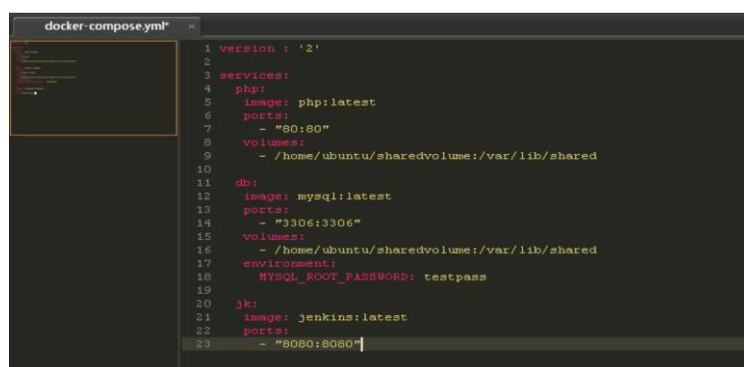 docker-compose.yml*
1 version : '2'
2
3 services:
4 php:
5 image: php:latest
6 ports:
7 - "80:80"
8 volumes:
9 - /home/ubuntu/sharedvolume:/var/lib/shared
10
11 db:
12 image: mysql:latest
13 ports:
14 - "3306:3306"
15 volumes:
16 - /home/ubuntu/sharedvolume:/var/lib/shared
17 environment:
18 MYSQL_ROOT_PASSWORD: testpass
19
20 jk:
21 image: jenkins:latest
22 ports:
23 - "8080:8080"